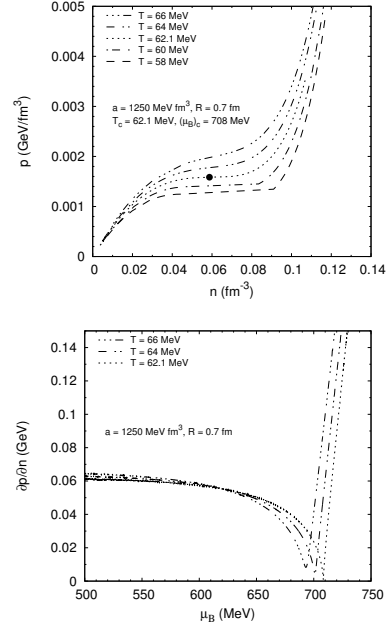 0.005
0.004
0.003
0.002
0.001
0
p (GeV/fm³)
T = 66 MeV
T = 64 MeV
T = 62.1 MeV
T = 60 MeV
T = 58 MeV
a = 1250 MeV fm³, R = 0.7 fm
T_c = 62.1 MeV, (μ_B)_c = 708 MeV
0 0.02 0.04 0.06 0.08 0.1 0.12 0.14
n (fm⁻³)
0.14
0.12
0.1
0.08
0.06
0.04
0.02
0
∂p/∂n (GeV)
T = 66 MeV
T = 64 MeV
T = 62.1 MeV
a = 1250 MeV fm³, R = 0.7 fm
500 550 600 650 700 750
μ_B (MeV)